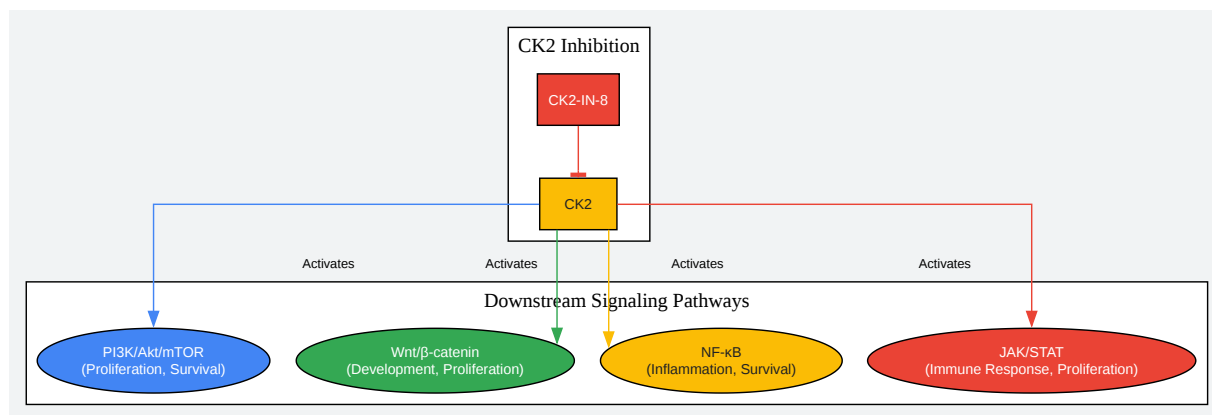 CK2 Inhibition
CK2-IN-8
CK2
Activates
Activates
Activates
Activates
Downstream Signaling Pathways
PI3K/Akt/mTOR
(Proliferation, Survival)
Wnt/β-catenin
(Development, Proliferation)
NF-κB
(Inflammation, Survival)
JAK/STAT
(Immune Response, Proliferation)